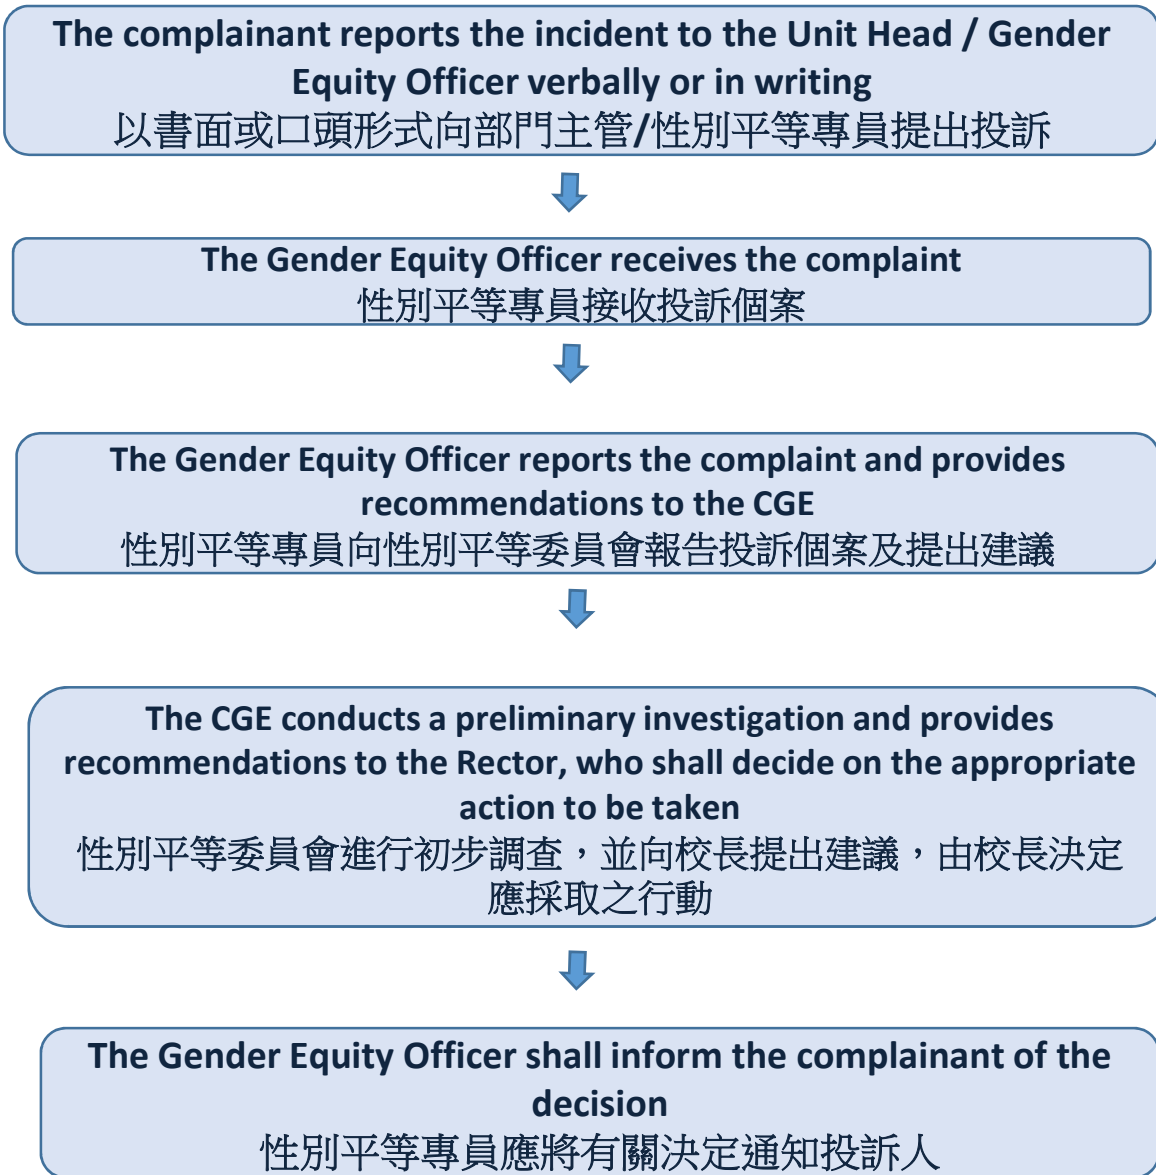 The complainant reports the incident to the Unit Head / Gender
Equity Officer verbally or in writing
以書面或口頭形式向部門主管/性別平等專員提出投訴
The Gender Equity Officer receives the complaint
性別平等專員接收投訴個案
The Gender Equity Officer reports the complaint and provides
recommendations to the CGE
性別平等專員向性別平等委員會報告投訴個案及提出建議
The CGE conducts a preliminary investigation and provides
recommendations to the Rector, who shall decide on the appropriate
action to be taken
性別平等委員會進行初步調查，並向校長提出建議，由校長決定
應採取之行動
The Gender Equity Officer shall inform the complainant of the
decision
性別平等專員應將有關決定通知投訴人